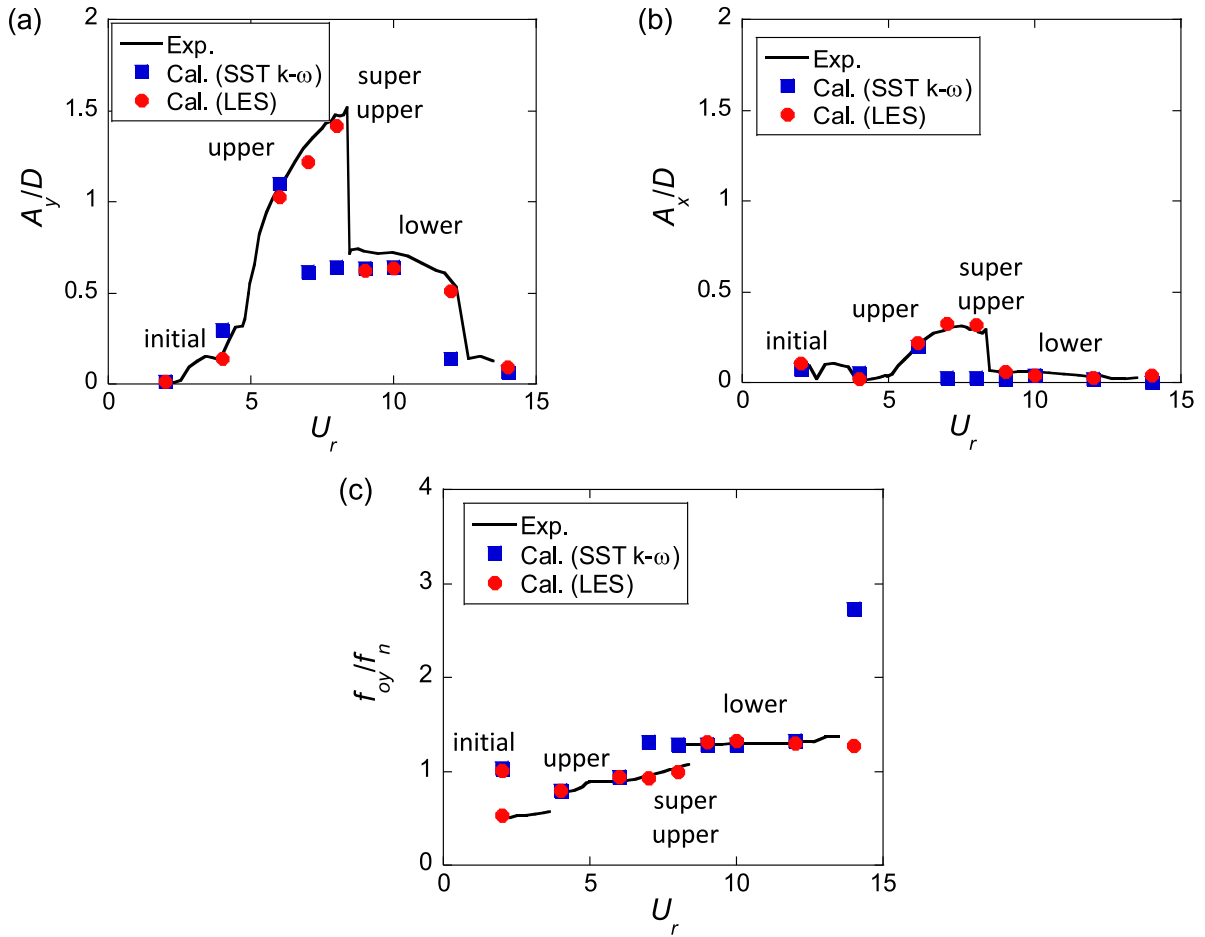 (a)
2
1.5
1
0.5
0
A_y/D
Exp.
Cal. (SST k-ω)
Cal. (LES)
super
upper
upper
lower
initial
0
5
10
15
U_r
(b)
2
1.5
1
0.5
0
A_x/D
Exp.
Cal. (SST k-ω)
Cal. (LES)
super
upper
upper
initial
lower
0
5
10
15
U_r
(c)
4
3
2
1
0
f_oy/f_n
Exp.
Cal. (SST k-ω)
Cal. (LES)
lower
initial
upper
super
upper
0
5
10
15
U_r